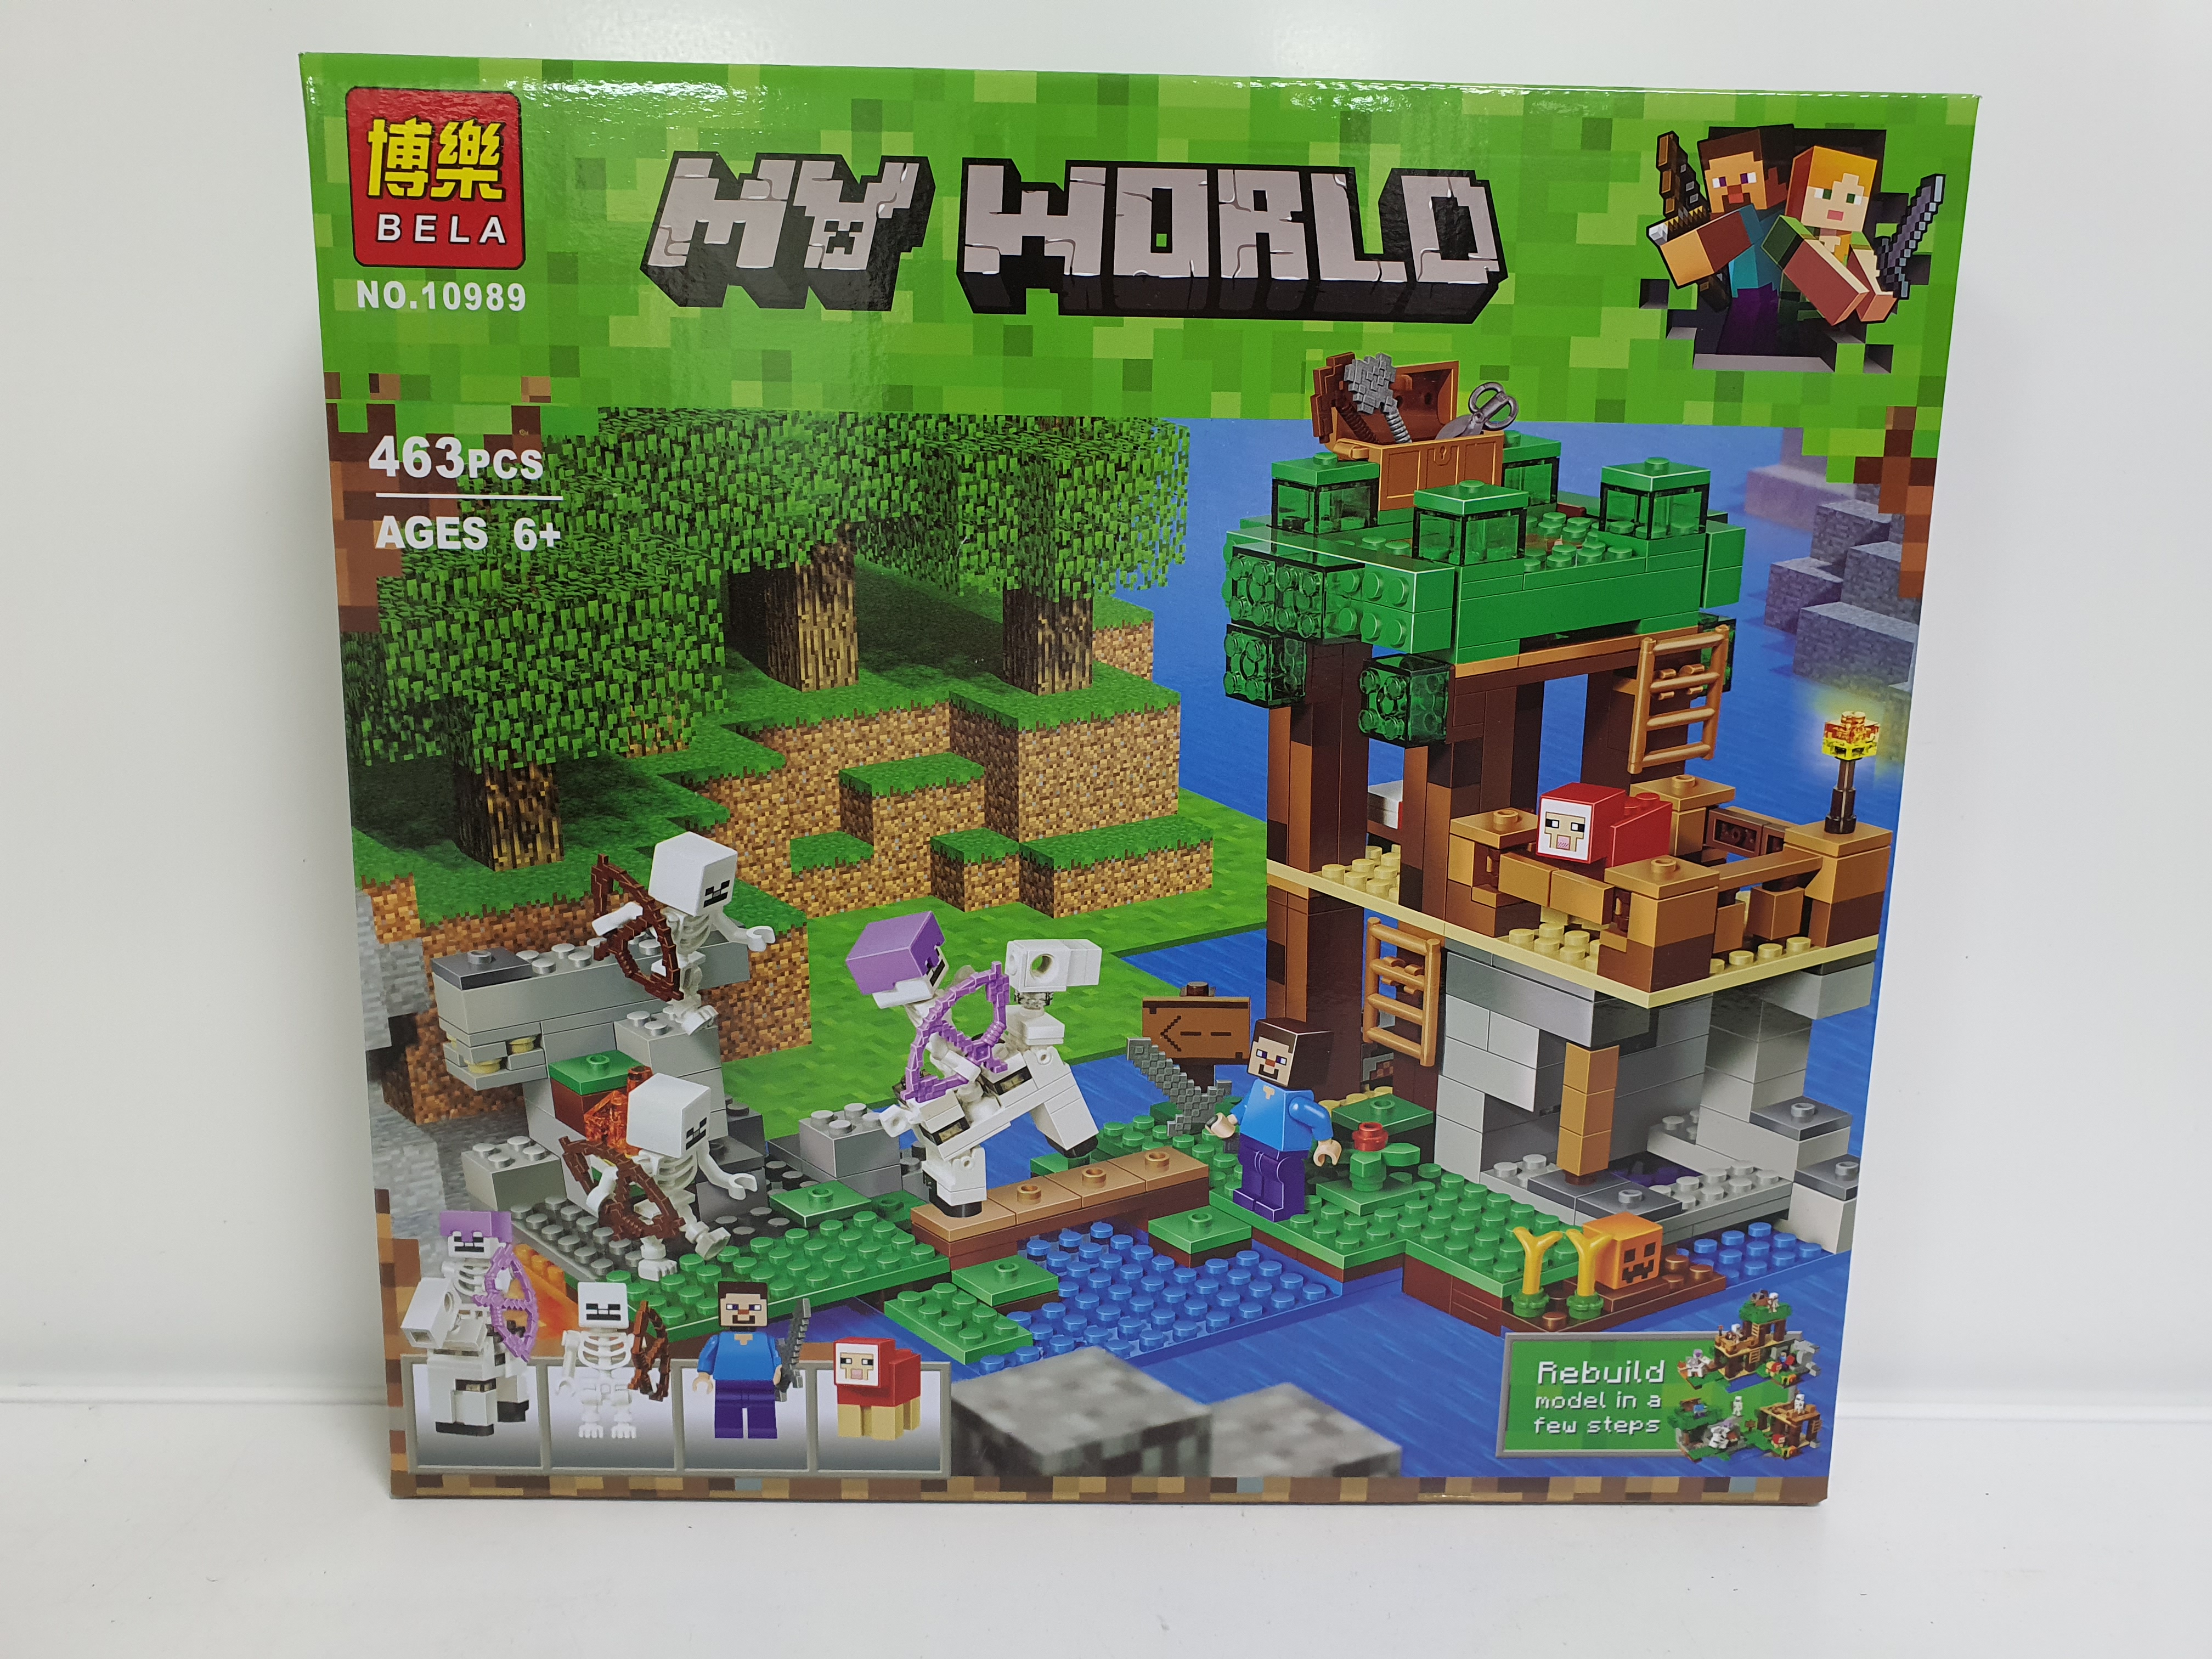 博樂
BELA
NO.10989
MY WORLD
463PCS
AGES 6+
Rebuild
model in a
few steps